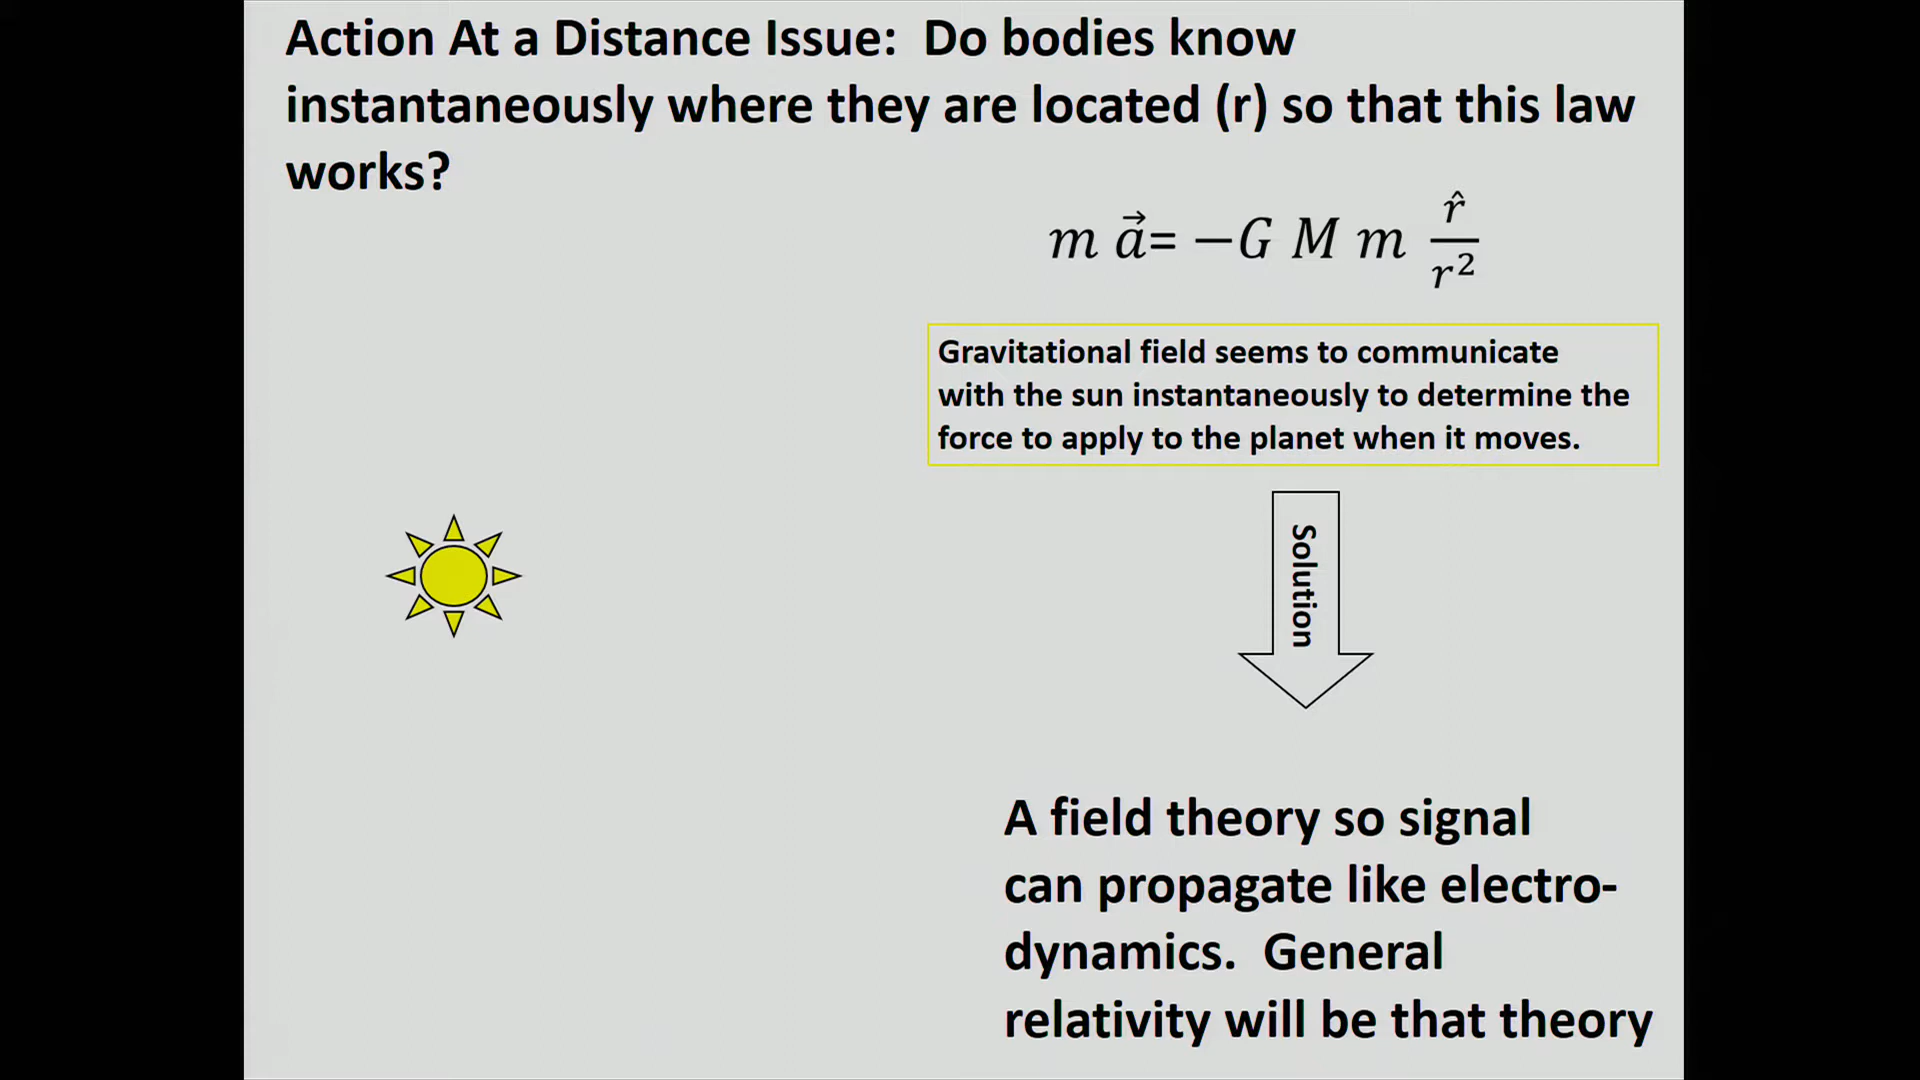 Action At a Distance Issue:  Do bodies know
instantaneously where they are located (r) so that this law
works?
m a⃗= −G M m r̂/r²
Gravitational field seems to communicate
with the sun instantaneously to determine the
force to apply to the planet when it moves.
Solution
A field theory so signal
can propagate like electro-
dynamics.  General
relativity will be that theory